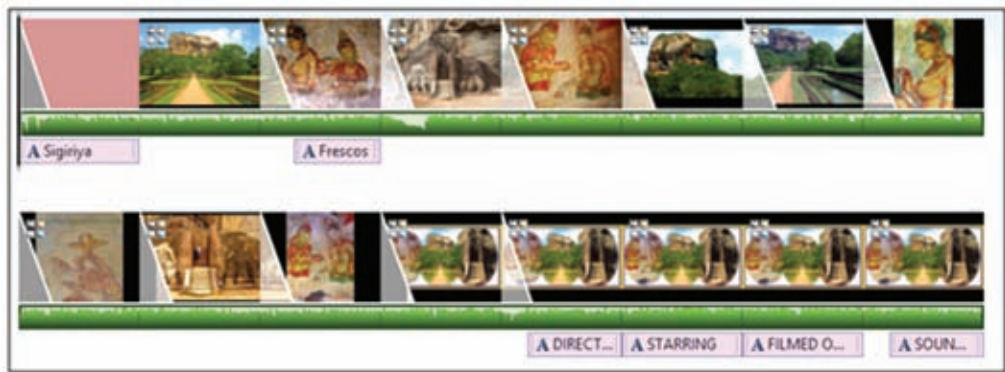 A Sigiriya
A Frescos
A DIRECT...
A STARRING
A FILMED O...
A SOUN...